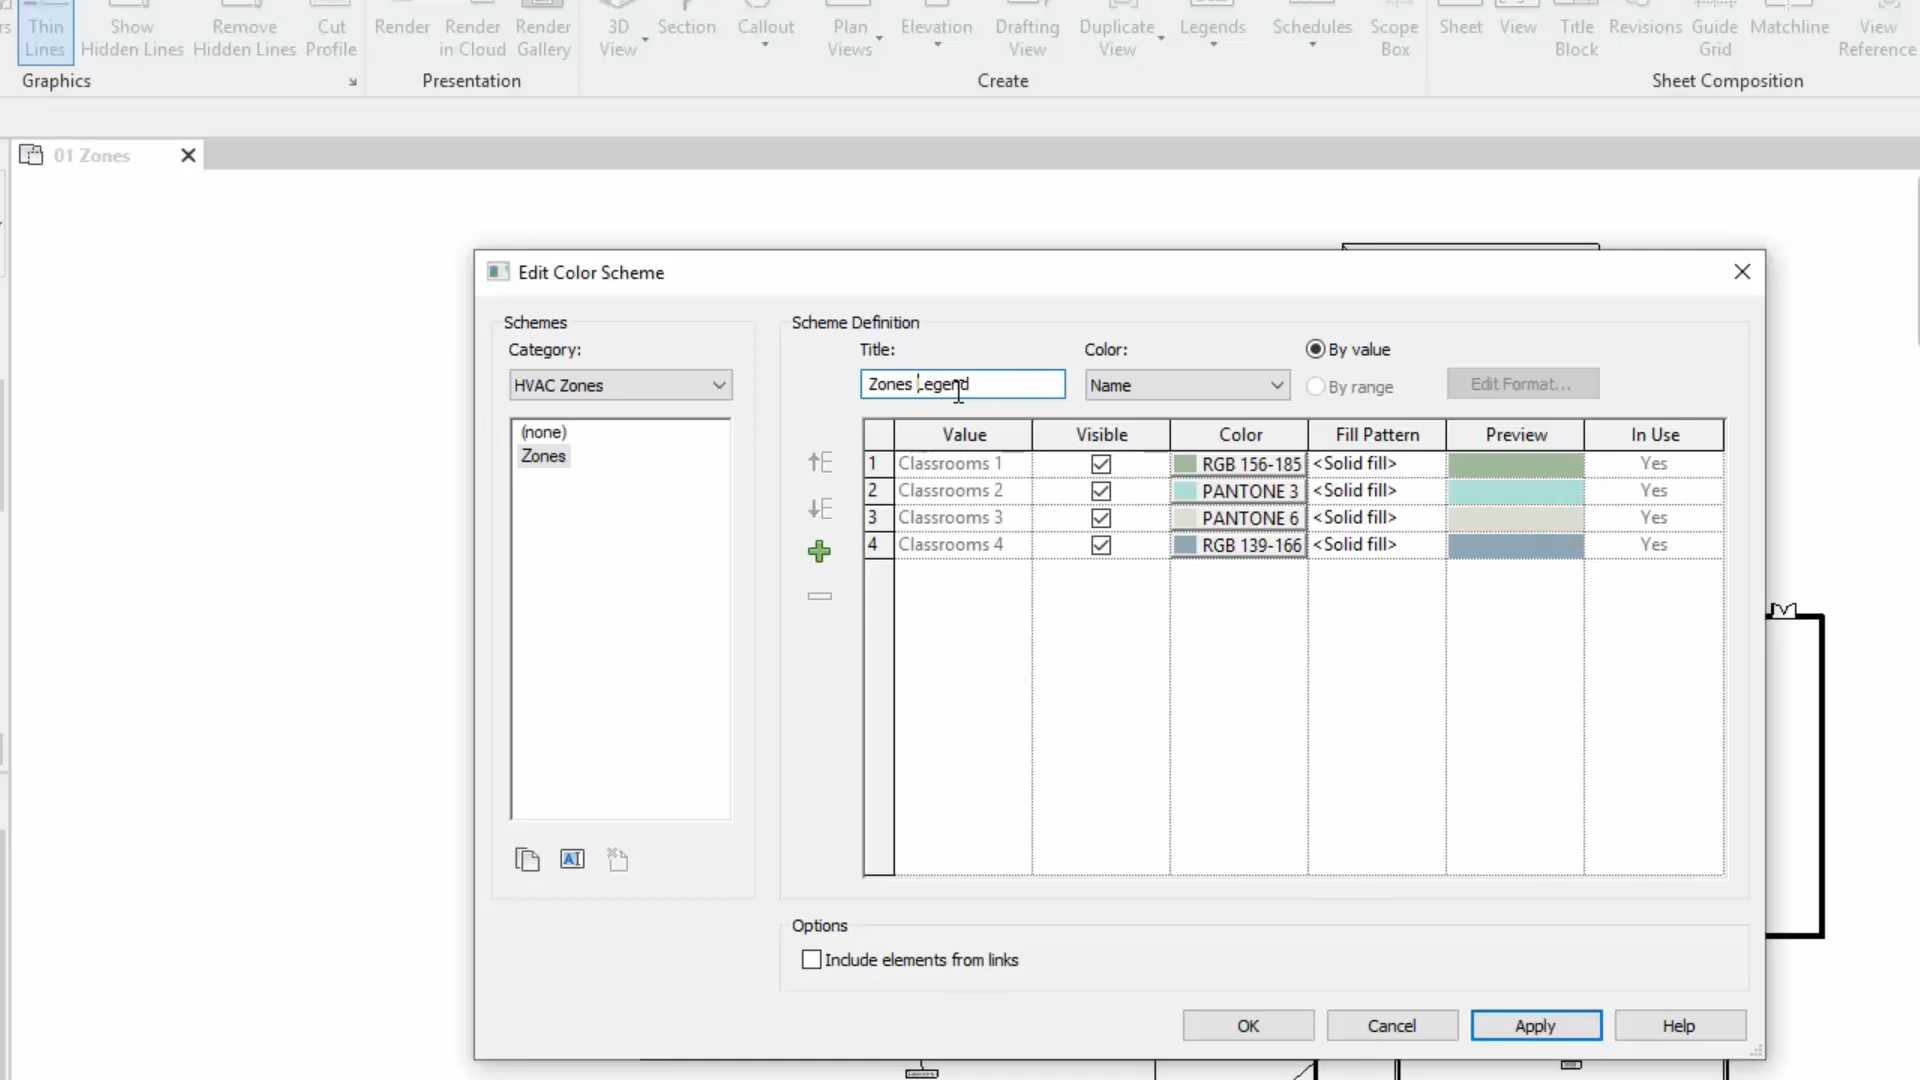 Thin Lines
Show Hidden Lines
Remove Hidden Lines
Cut Profile
Render
Render in Cloud
Render Gallery
3D View
Section
Callout
Plan Views
Elevation
Drafting View
Duplicate View
Legends
Schedules
Scope Box
Sheet
View
Title Block
Revisions
Guide Grid
Matchline
View Reference
Graphics
Presentation
Create
Sheet Composition
01 Zones
Edit Color Scheme
Schemes
Category:
HVAC Zones
(none)
Zones
Scheme Definition
Title:
Zones Legend
Color:
Name
By value
By range
Edit Format...
Value Visible Color Fill Pattern Preview In Use
1 Classrooms 1 RGB 156-185 <Solid fill> Yes
2 Classrooms 2 PANTONE 3 <Solid fill> Yes
3 Classrooms 3 PANTONE 6 <Solid fill> Yes
4 Classrooms 4 RGB 139-166 <Solid fill> Yes
Options
Include elements from links
OK
Cancel
Apply
Help